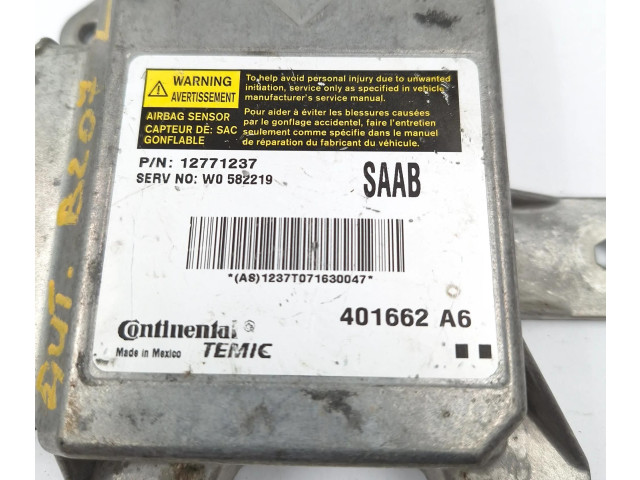 WARNING
AVERTISSEMENT
To help avoid personal injury due to unwanted
initiation, service only as specified in vehicle
manufacturer's service manual.
AIRBAG SENSOR
CAPTEUR DE: SAC
GONFLABLE
Pour aider à éviter les blessures causées
par le gonflage accidentel, faire l'entretien
seulement comme spécifie dans le manuel
de réparation du fabricant du véhicule.
P/N: 12771237
SERV NO: W0 582219
SAAB
*(AS)1237T071630047*
Continental
401662 A6
Made in Mexico TEMIC